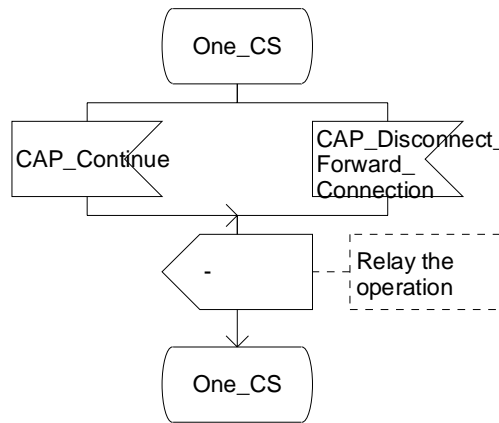 One_CS
CAP_Continue
CAP_Disconnect_
Forward_
Connection
-
Relay the
operation
One_CS